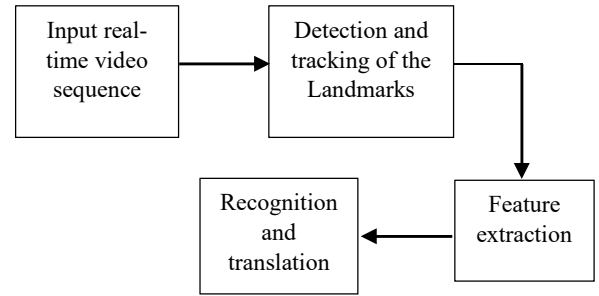 Input real-
time video
sequence
Detection and
tracking of the
Landmarks
Feature
extraction
Recognition
and
translation